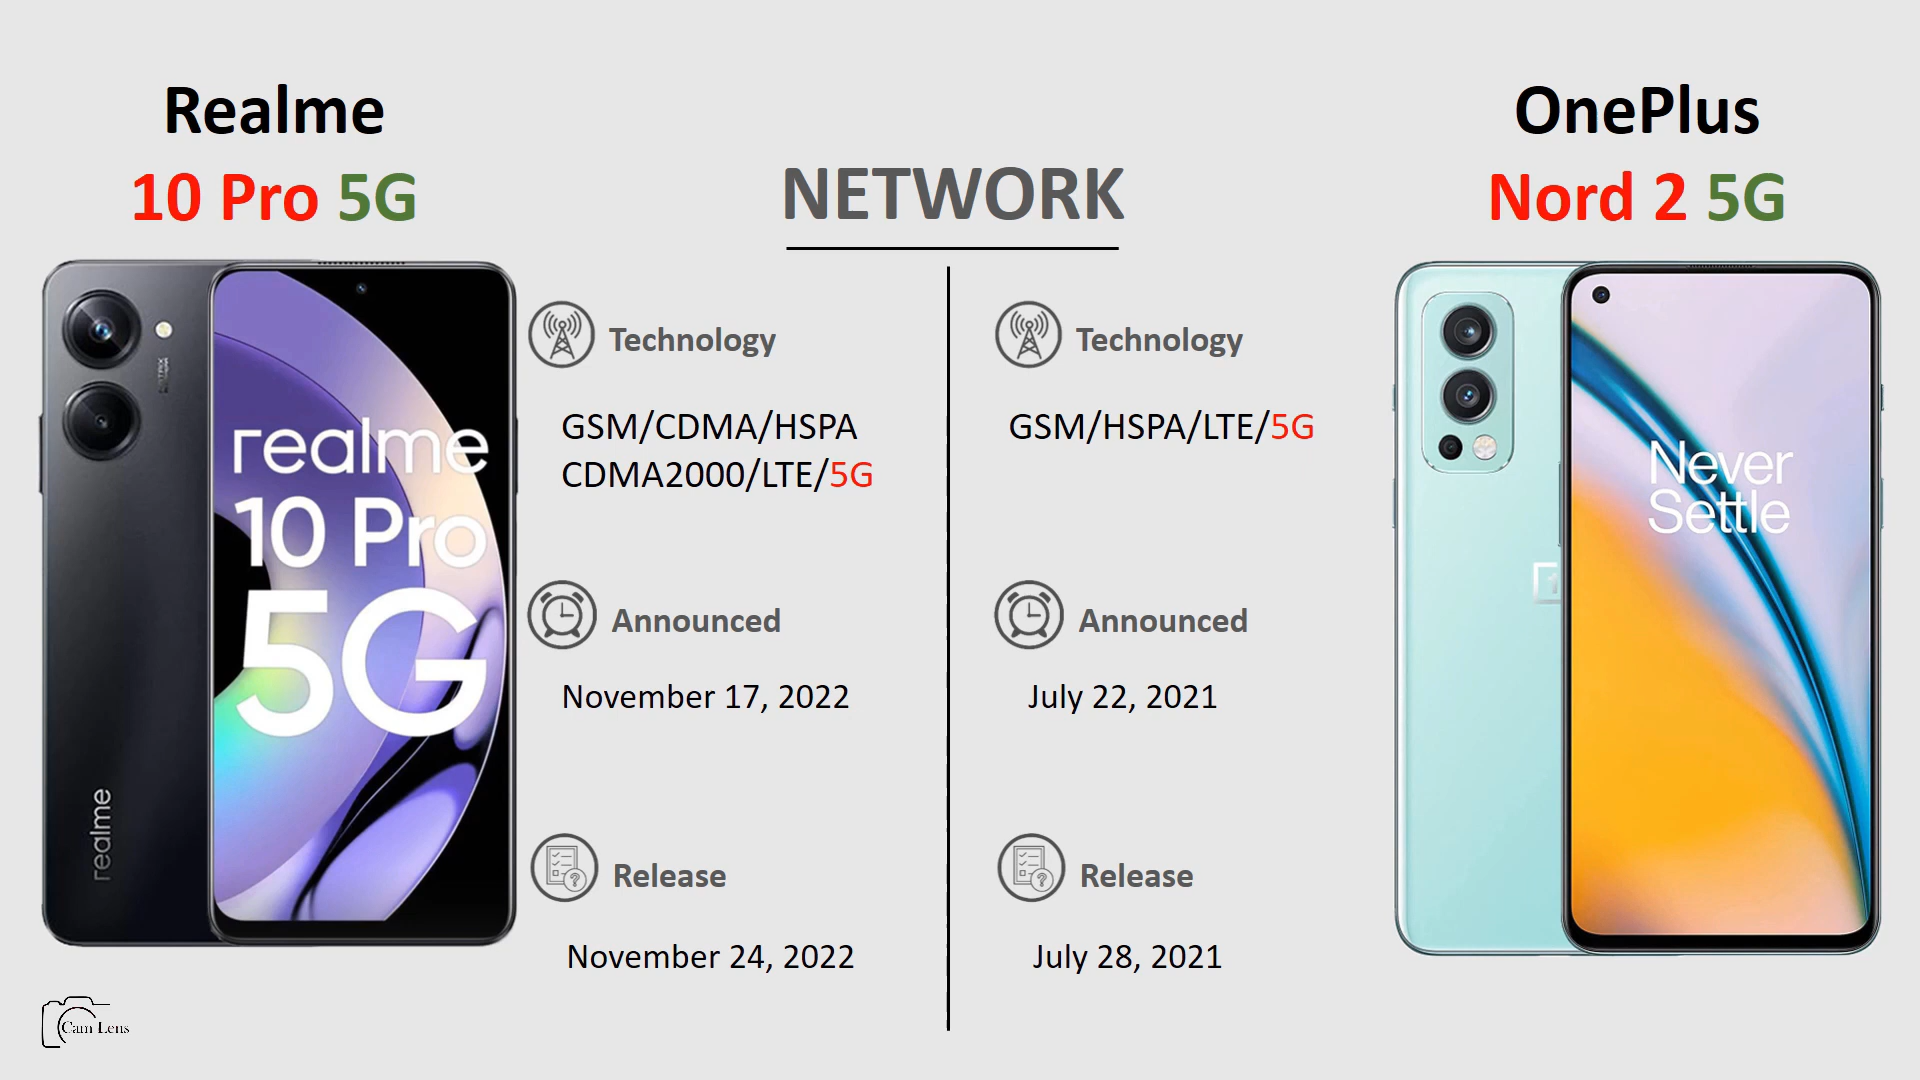 Realme
10 Pro 5G
OnePlus
Nord 2 5G
NETWORK
Technology
GSM/CDMA/HSPA
CDMA2000/LTE/5G
Announced
November 17, 2022
Release
November 24, 2022
Technology
GSM/HSPA/LTE/5G
Announced
July 22, 2021
Release
July 28, 2021
realme
10 Pro
5G
realme
Never
Settle
Cam Lens